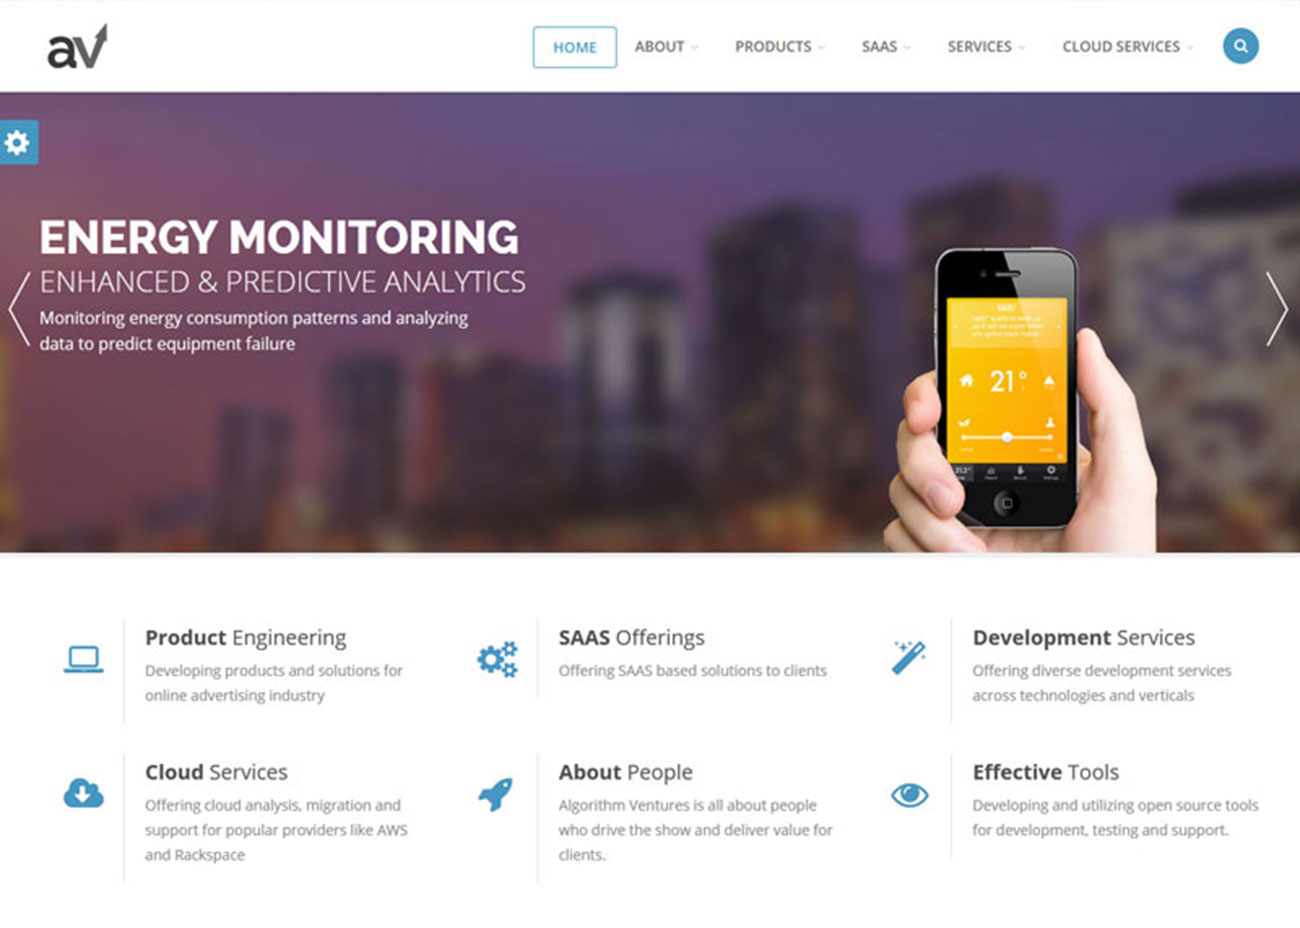 av
HOME ABOUT PRODUCTS SAAS SERVICES CLOUD SERVICES
ENERGY MONITORING
ENHANCED & PREDICTIVE ANALYTICS
Monitoring energy consumption patterns and analyzing
data to predict equipment failure
21°
Product Engineering
Developing products and solutions for
online advertising industry
SAAS Offerings
Offering SAAS based solutions to clients
Development Services
Offering diverse development services
across technologies and verticals
Cloud Services
Offering cloud analysis, migration and
support for popular providers like AWS
and Rackspace
About People
Algorithm Ventures is all about people
who drive the show and deliver value for
clients.
Effective Tools
Developing and utilizing open source tools
for development, testing and support.